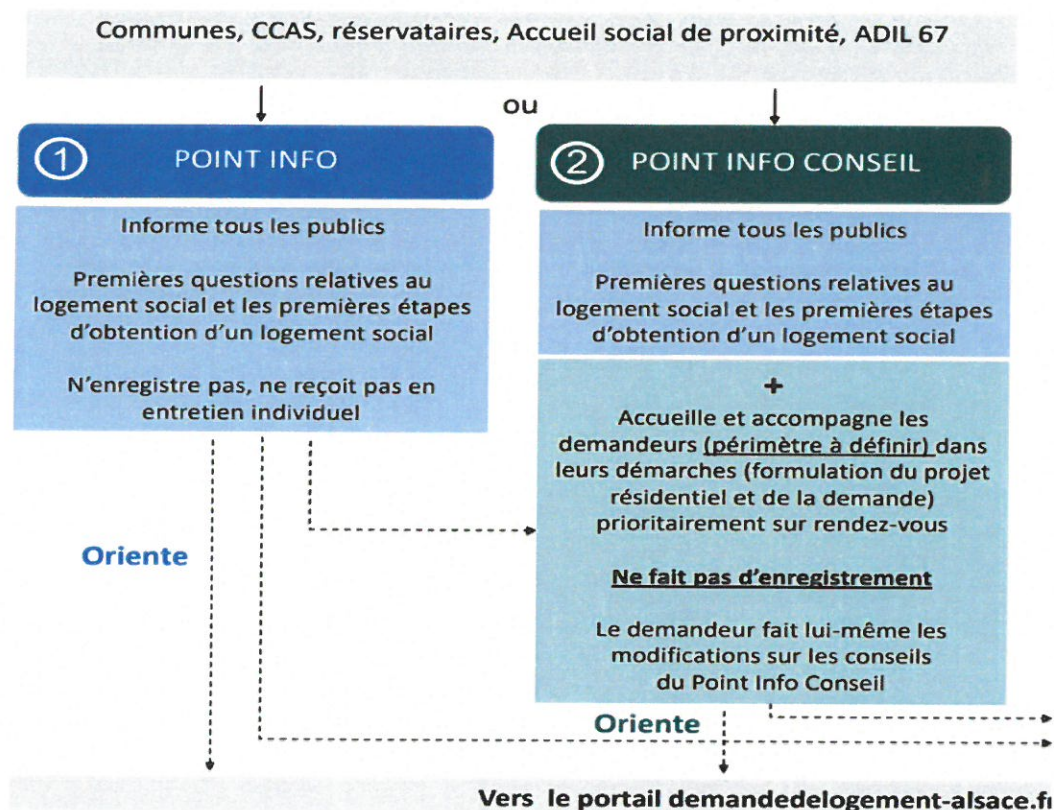 Communes, CCAS, réservataires, Accueil social de proximité, ADIL 67
ou
1 POINT INFO
Informe tous les publics
Premières questions relatives au
logement social et les premières étapes
d'obtention d'un logement social
N'enregistre pas, ne reçoit pas en
entretien individuel
2 POINT INFO CONSEIL
Informe tous les publics
Premières questions relatives au
logement social et les premières étapes
d'obtention d'un logement social
+
Accueille et accompagne les
demandeurs (périmètre à définir) dans
leurs démarches (formulation du projet
résidentiel et de la demande)
prioritairement sur rendez-vous
Ne fait pas d'enregistrement
Le demandeur fait lui-même les
modifications sur les conseils
du Point Info Conseil
Oriente
Oriente
Vers le portail demandedelogement-alsace.fr